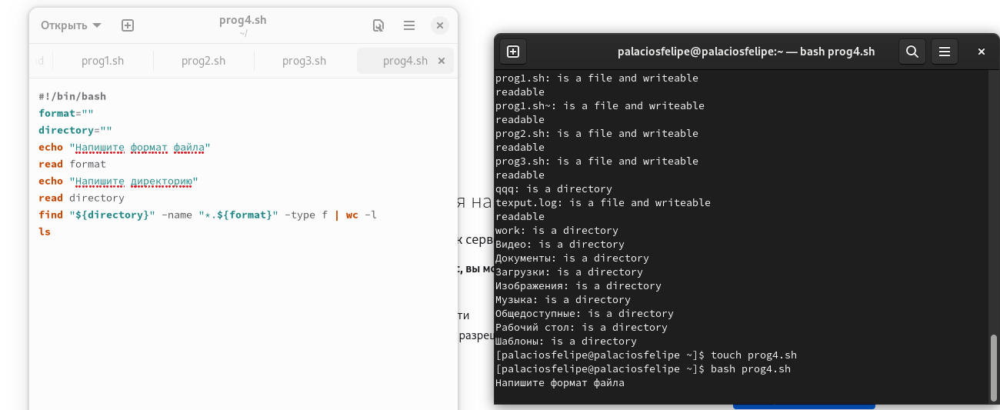 Открыть
prog4.sh
~/
prog1.sh
prog2.sh
prog3.sh
prog4.sh
#!/bin/bash
format=""
directory=""
echo "Напишите формат файла"
read format
echo "Напишите директорию"
read directory
find "${directory}" -name "*.${format}" -type f | wc -l
ls
я на
к серв
с, вы мо
ти
разреш
palaciosfelipe@palaciosfelipe:~ — bash prog4.sh
prog1.sh: is a file and writeable
readable
prog1.sh~: is a file and writeable
readable
prog2.sh: is a file and writeable
readable
prog3.sh: is a file and writeable
readable
qqq: is a directory
texput.log: is a file and writeable
readable
work: is a directory
Видео: is a directory
Документы: is a directory
Загрузки: is a directory
Изображения: is a directory
Музыка: is a directory
Общедоступные: is a directory
Рабочий стол: is a directory
Шаблоны: is a directory
[palaciosfelipe@palaciosfelipe ~]$ touch prog4.sh
[palaciosfelipe@palaciosfelipe ~]$ bash prog4.sh
Напишите формат файла